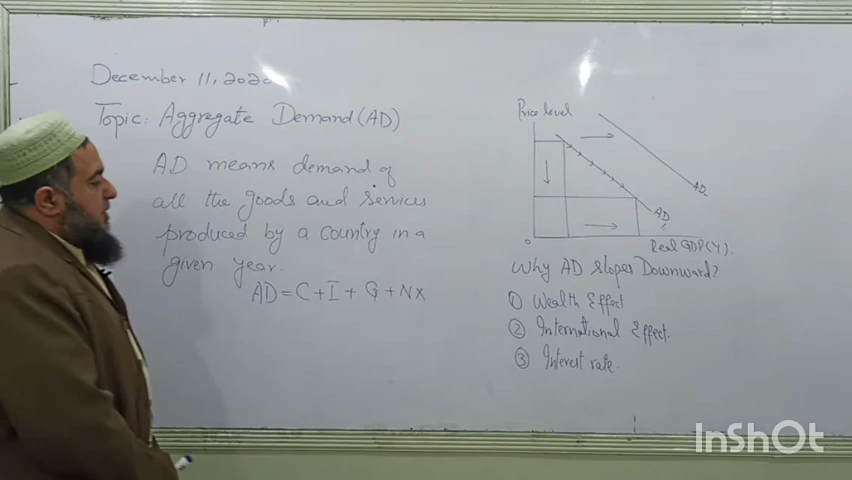 December 11, 2020
Topic: Aggregate Demand (AD)
AD means demand of
all the goods and services
produced by a country in a
given year.
AD = C + I + G + NX
Price level
AD2
AD
0
Real GDP(Y).
Why AD slopes Downward?
① Wealth Effect
② International Effect.
③ Interest rate.
InShOt